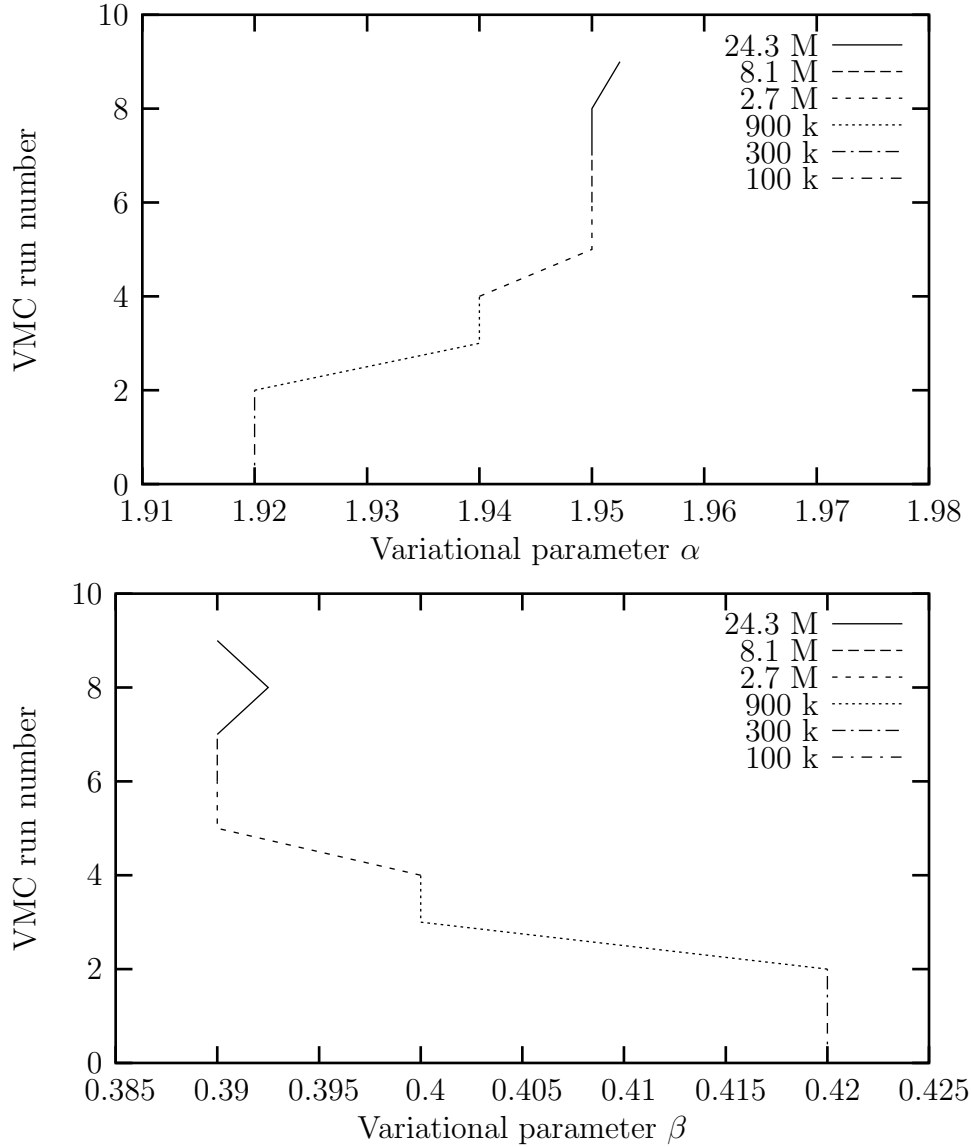 10
8
6
4
2
0
VMC run number
24.3 M
8.1 M
2.7 M
900 k
300 k
100 k
1.91 1.92 1.93 1.94 1.95 1.96 1.97 1.98
Variational parameter α
10
8
6
4
2
0
VMC run number
24.3 M
8.1 M
2.7 M
900 k
300 k
100 k
0.385 0.39 0.395 0.4 0.405 0.41 0.415 0.42 0.425
Variational parameter β